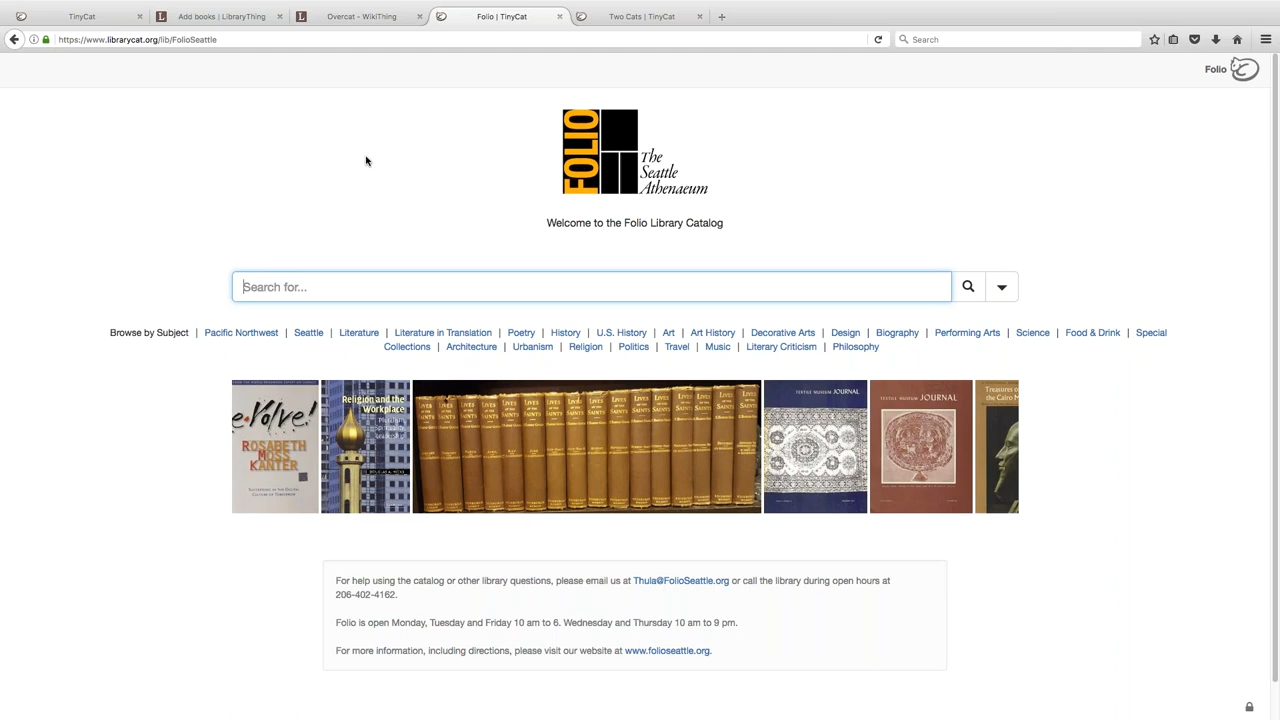 TinyCat
Add books | LibraryThing
Overcat - WikiThing
Folio | TinyCat
Two Cats | TinyCat
https://www.librarycat.org/lib/FolioSeattle
Search
Folio
FOLIO
The
Seattle
Athenaeum
Welcome to the Folio Library Catalog
Search for...
Browse by Subject | Pacific Northwest | Seattle | Literature | Literature in Translation | Poetry | History | U.S. History | Art | Art History | Decorative Arts | Design | Biography | Performing Arts | Science | Food & Drink | Special
Collections | Architecture | Urbanism | Religion | Politics | Travel | Music | Literary Criticism | Philosophy
e-Volve!
ROSABETH
MOSS
KANTER
Religion and the
Workplace
LIVES OF THE SAINTS
TEXTILE MUSEUM JOURNAL
TEXTILE MUSEUM JOURNAL
Treasures o
the Cairo M
For help using the catalog or other library questions, please email us at Thula@FolioSeattle.org or call the library during open hours at
206-402-4162.
Folio is open Monday, Tuesday and Friday 10 am to 6. Wednesday and Thursday 10 am to 9 pm.
For more information, including directions, please visit our website at www.folioseattle.org.